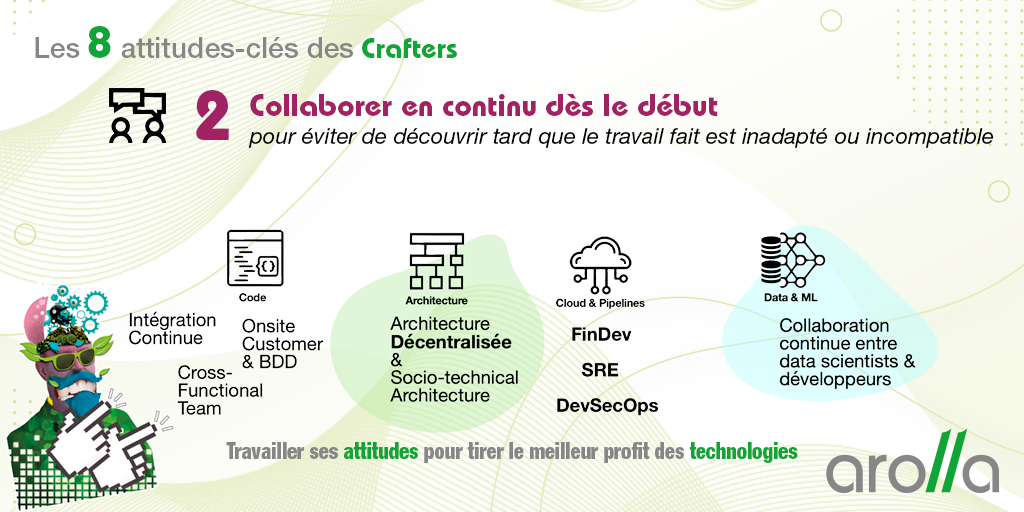 Les 8 attitudes-clés des Crafters
2 Collaborer en continu dès le début
pour éviter de découvrir tard que le travail fait est inadapté ou incompatible
Code
Intégration
Continue
Onsite
Customer
& BDD
Cross-
Functional
Team
Architecture
Architecture
Décentralisée
&
Socio-technical
Architecture
Cloud & Pipelines
FinDev
SRE
DevSecOps
Data & ML
Collaboration
continue entre
data scientists &
développeurs
Travailler ses attitudes pour tirer le meilleur profit des technologies
arolla